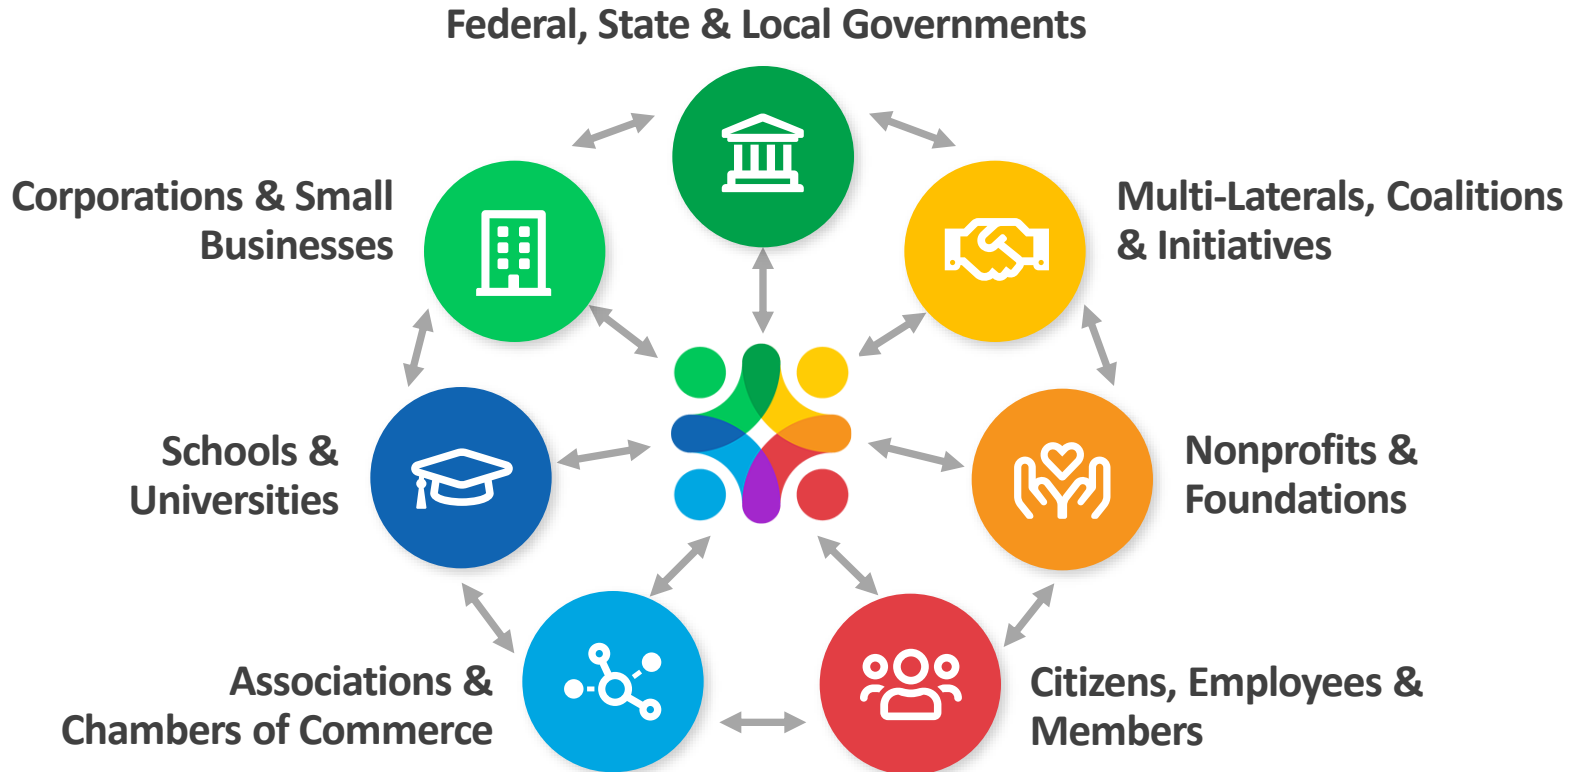 Federal, State & Local Governments
Corporations & Small
Businesses
Multi-Laterals, Coalitions
& Initiatives
Schools &
Universities
Nonprofits &
Foundations
Associations &
Chambers of Commerce
Citizens, Employees &
Members